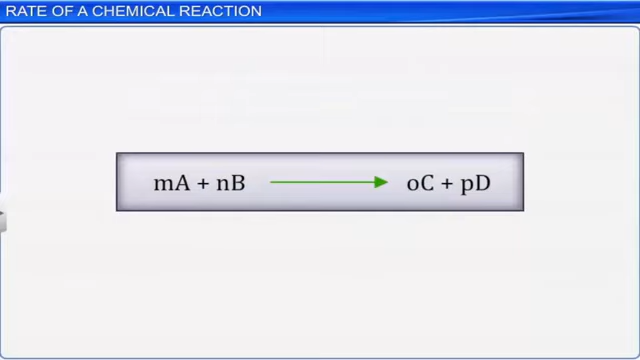 RATE OF A CHEMICAL REACTION
mA + nB ⟶ oC + pD